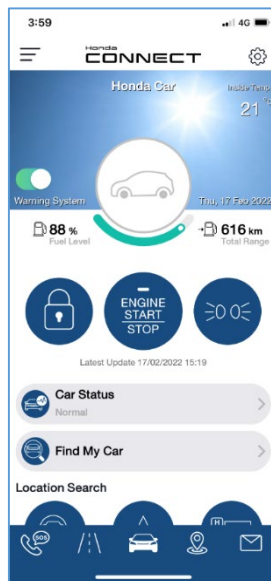 3:59
4G
Honda
CONNECT
Honda Car
Inside Temp
21 °C
Warning System
Thu, 17 Feb 2022
88 %
Fuel Level
616 km
Total Range
ENGINE
START
STOP
Latest Update 17/02/2022 15:19
Car Status
Normal
Find My Car
Location Search
H
SOS